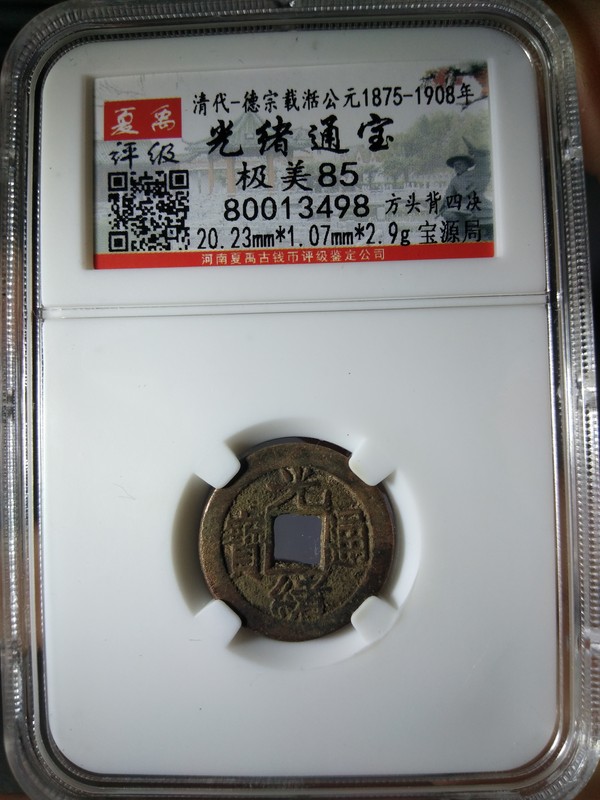 清代-德宗载湉公元1875-1908年
夏禹
评级
光绪通宝
极美85
80013498 方头背四决
20.23mm*1.07mm*2.9g 宝源局
河南夏禹古钱币评级鉴定公司
光
寶 通
緒